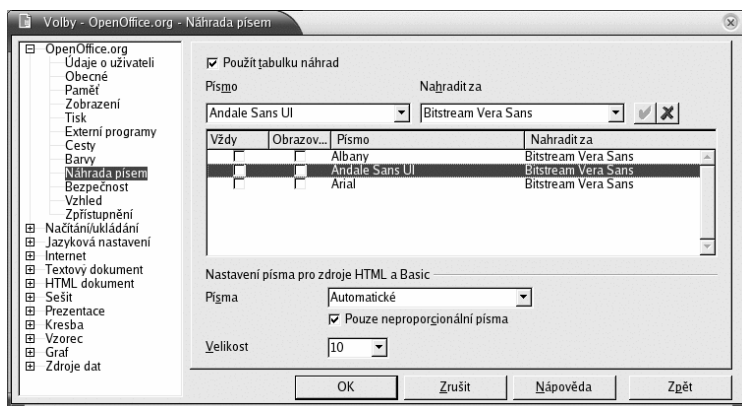 Volby - OpenOffice.org - Náhrada písem
OpenOffice.org
Údaje o uživateli
Obecné
Paměť
Zobrazení
Tisk
Externí programy
Cesty
Barvy
Náhrada písem
Bezpečnost
Vzhled
Zpřístupnění
Načítání/ukládání
Jazyková nastavení
Internet
Textový dokument
HTML dokument
Sešit
Prezentace
Kresba
Vzorec
Graf
Zdroje dat
Použít tabulku náhrad
Písmo Nahradit za
Andale Sans UI Bitstream Vera Sans
Vždy Obrazov... Písmo Nahradit za
Albany Bitstream Vera Sans
Andale Sans UI Bitstream Vera Sans
Arial Bitstream Vera Sans
Nastavení písma pro zdroje HTML a Basic
Písma Automatické
Pouze neproporcionální písma
Velikost 10
OK Zrušit Nápověda Zpět